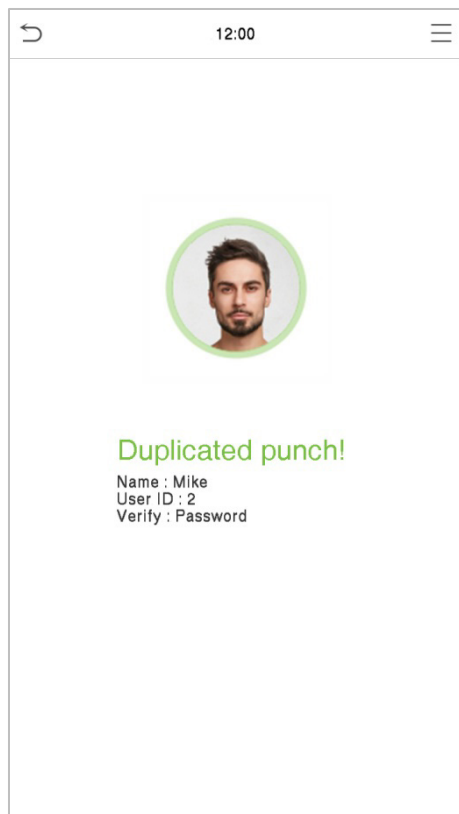 12:00
Duplicated punch!
Name : Mike
User ID : 2
Verify : Password